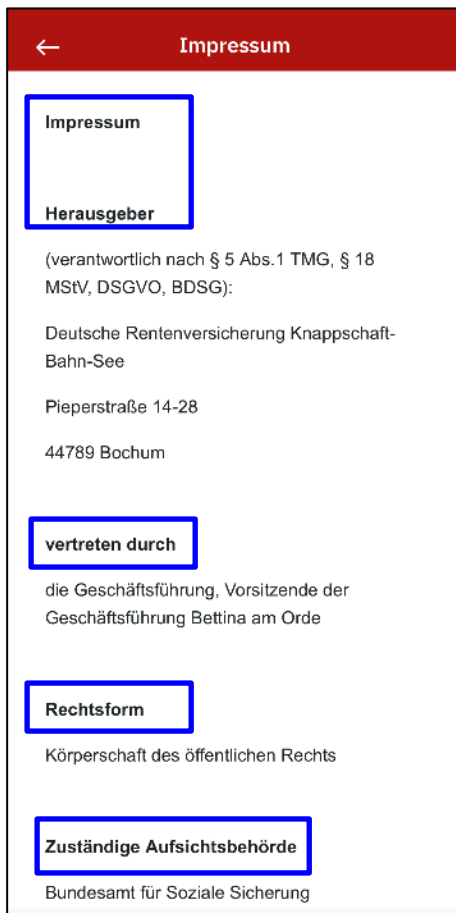 Impressum
Impressum
Herausgeber
(verantwortlich nach § 5 Abs.1 TMG, § 18
MStV, DSGVO, BDSG):
Deutsche Rentenversicherung Knappschaft-
Bahn-See
Pieperstraße 14-28
44789 Bochum
vertreten durch
die Geschäftsführung, Vorsitzende der
Geschäftsführung Bettina am Orde
Rechtsform
Körperschaft des öffentlichen Rechts
Zuständige Aufsichtsbehörde
Bundesamt für Soziale Sicherung